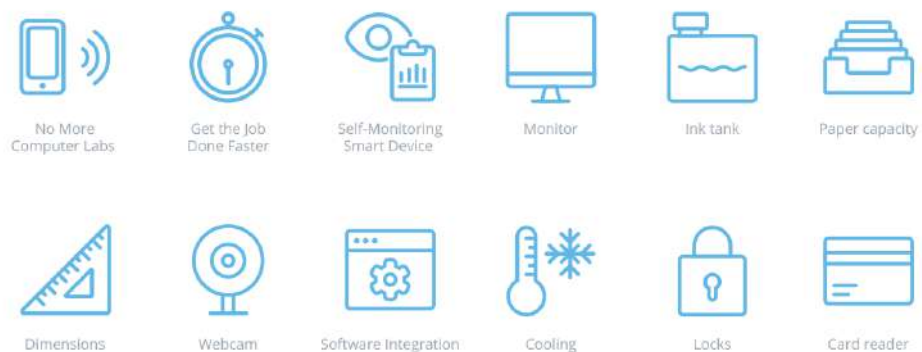 No More
Computer Labs
Get the Job
Done Faster
Self-Monitoring
Smart Device
Monitor
Ink tank
Paper capacity
Dimensions
Webcam
Software Integration
Cooling
Locks
Card reader